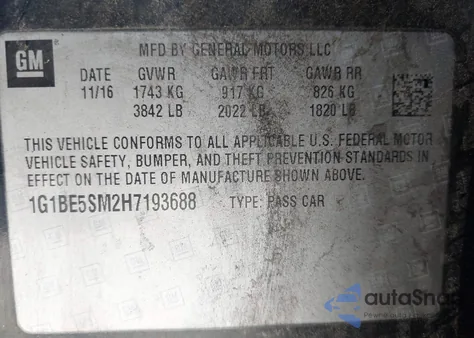 GM
MFD BY GENERAL MOTORS LLC
DATE GVWR GAWR FRT GAWR RR
11/16 1743 KG 917 KG 826 KG
3842 LB 2022 LB 1820 LB
THIS VEHICLE CONFORMS TO ALL APPLICABLE U.S. FEDERAL MOTOR
VEHICLE SAFETY, BUMPER, AND THEFT PREVENTION STANDARDS IN
EFFECT ON THE DATE OF MANUFACTURE SHOWN ABOVE.
1G1BE5SM2H7193688 TYPE: PASS CAR
autoSnap